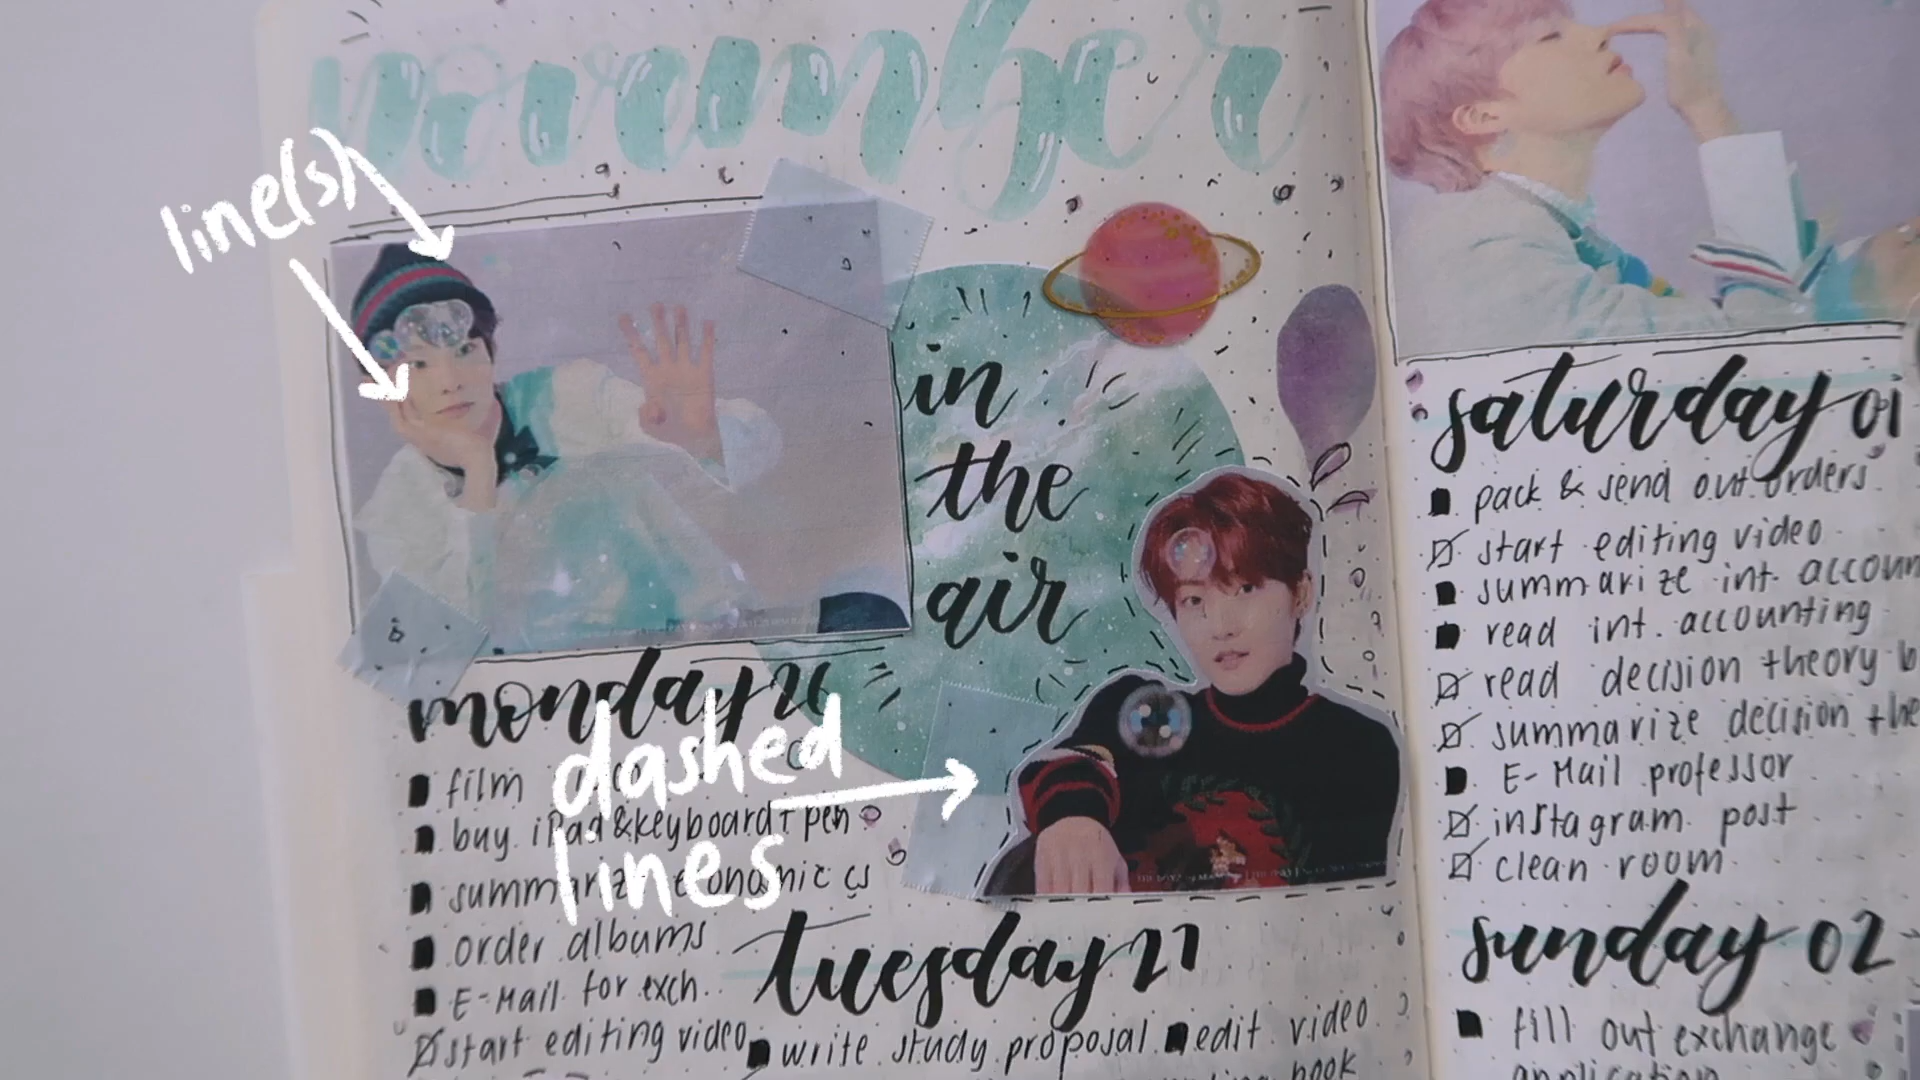 november
line(s)
in
the
air
monday 26
film
buy iPad&keyboard+pen
summarize economic cs
order albums
E-Mail for exch.
start editing video
dashed
lines
tuesday 27
write study proposal
edit video
book
saturday 01
pack & send out orders
start editing video
summarize int. accoun
read int. accounting
read decision theory b
summarize decision the
E-Mail professor
instagram post
clean room
sunday 02
fill out exchange
application